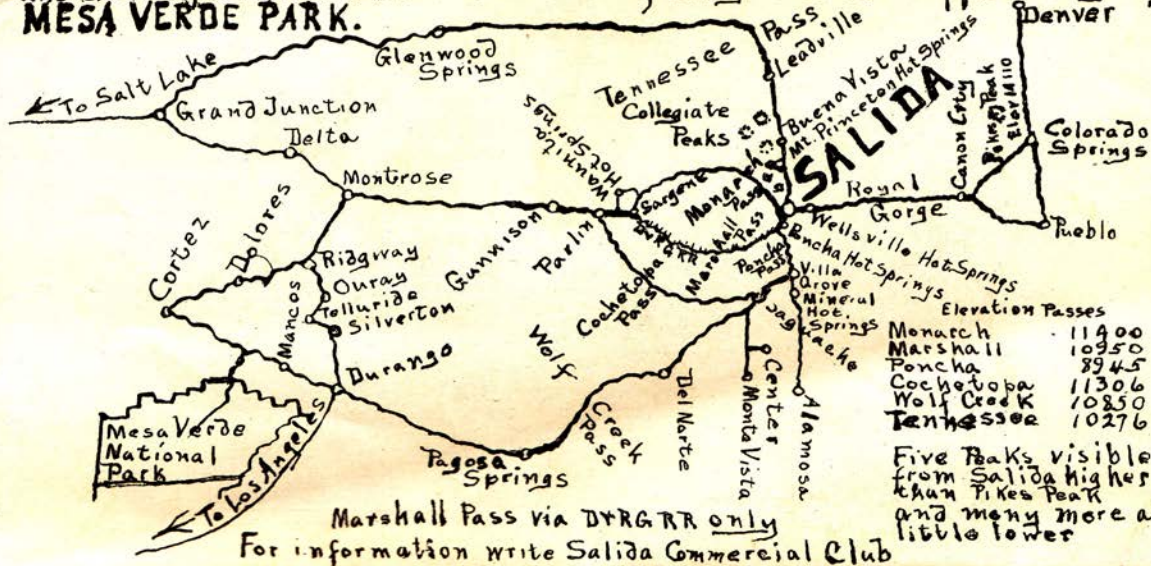 MESA VERDE PARK.
Denver
Pass
Leadville
Tennessee
Glenwood
Springs
To Salt Lake
Grand Junction
Delta
Collegiate
Peaks
Buena Vista
Mt. Princeton Hot Springs
SALIDA
Canon City
Pikes Peak
Colorado
Springs
Waunita
Hot Springs
Montrose
Sargent
Monarch
Pass
Royal
Gorge
Pueblo
Cortez
Dolores
Gunnison
Parlin
D&RGRR
Marshall
Pass
Poncha
Pass
Wellsville Hot Springs
Poncha Hot Springs
Ridgway
Ouray
Telluride
Silverton
Mancos
Cochetopa
Pass
Villa
Grove
Mineral
Hot.
Springs
Saguache
Elevation Passes
Monarch 11400
Marshall 10950
Poncha 8945
Cochetopa 11306
Wolf Creek 10850
Tennessee 10276
Durango
Wolf
Creek
Pass
Del Norte
Center
Monte Vista
Alamosa
Mesa Verde
National
Park
To Los Angeles
Pagosa
Springs
Five Peaks visible
from Salida higher
than Pikes Peak
and many more a
little lower
Marshall Pass via D&RGRR only
For information write Salida Commercial Club